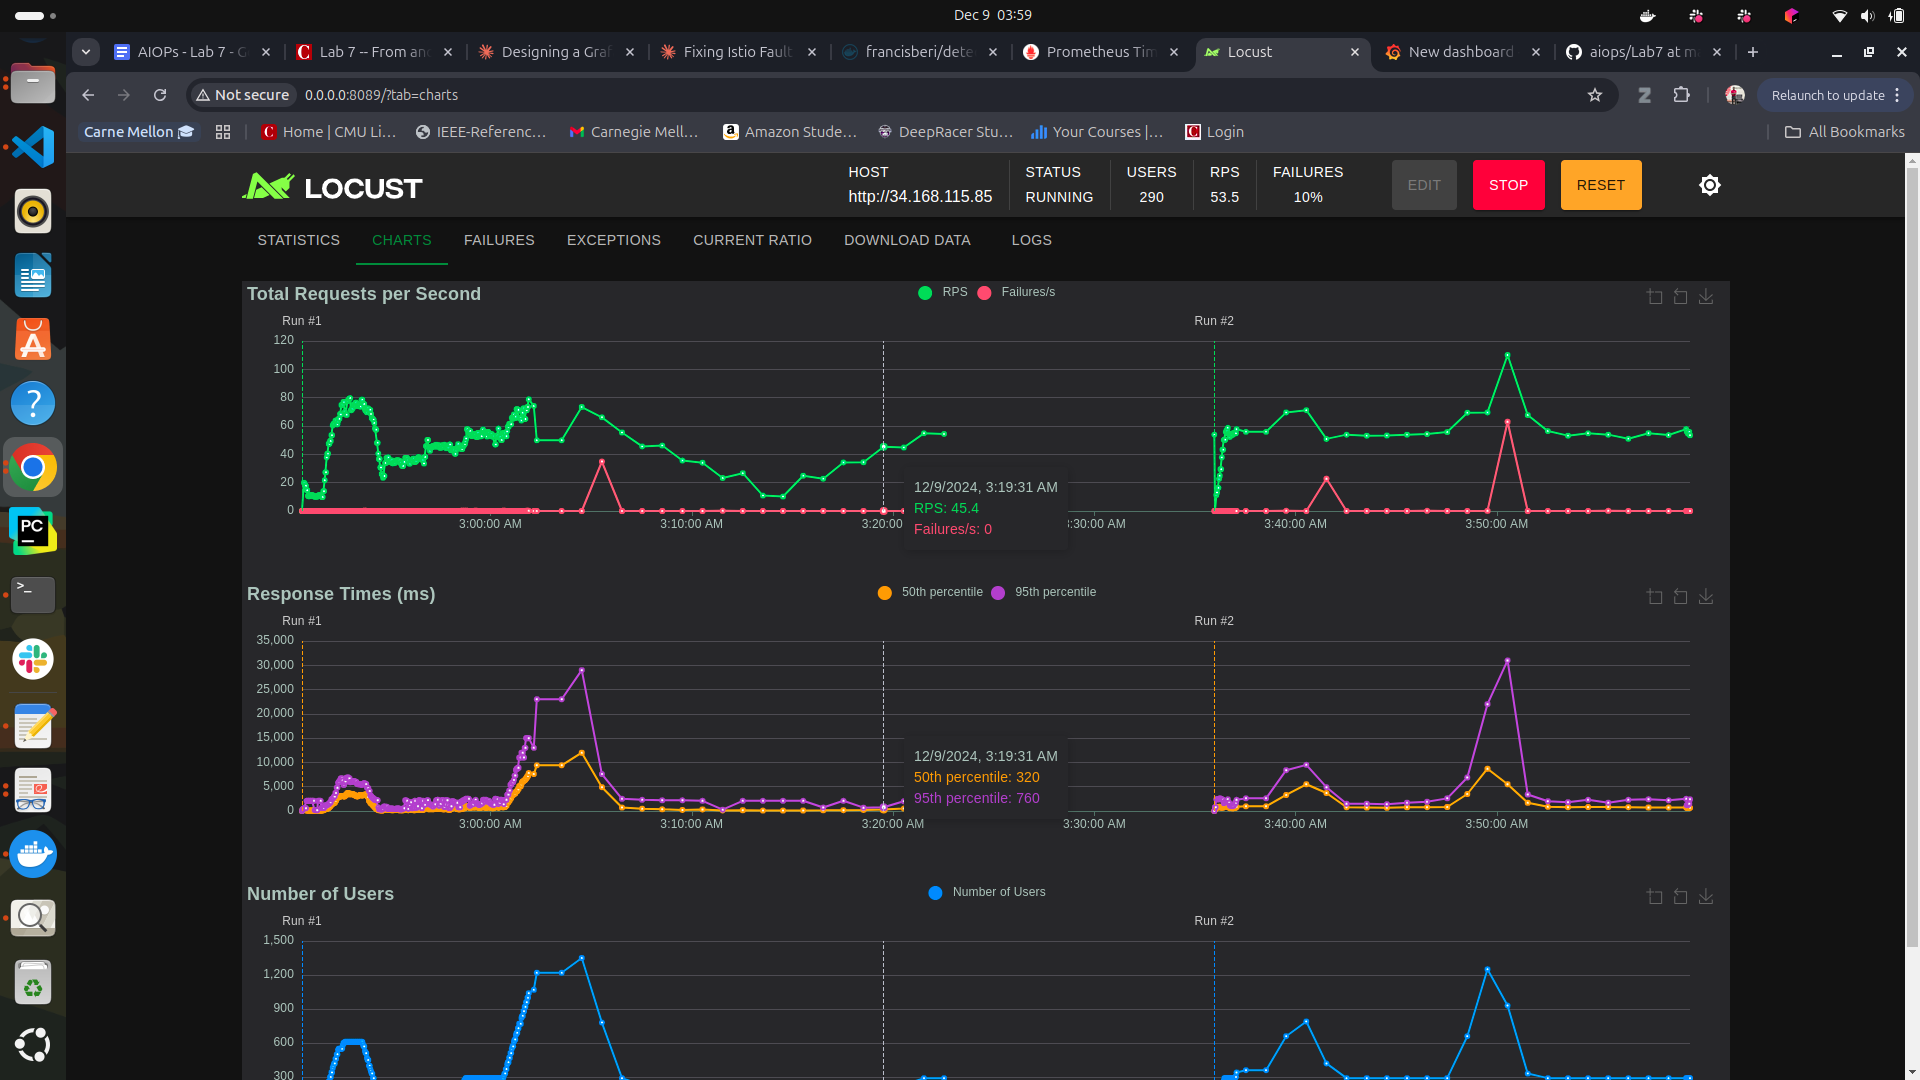 Dec 9 03:59
AIOPs - Lab 7 - G
Lab 7 -- From an
Designing a Graf
Fixing Istio Fault
francisberi/dete
Prometheus Tim
Locust
New dashboard
aiops/Lab7 at m
Not secure
0.0.0.0:8089/?tab=charts
Relaunch to update
Carne Mellon
Home | CMU Li...
IEEE-Referenc...
Carnegie Mell...
Amazon Stude...
DeepRacer Stu...
Your Courses |...
Login
All Bookmarks
LOCUST
HOST
http://34.168.115.85
STATUS
RUNNING
USERS
290
RPS
53.5
FAILURES
10%
EDIT
STOP
RESET
STATISTICS
CHARTS
FAILURES
EXCEPTIONS
CURRENT RATIO
DOWNLOAD DATA
LOGS
Total Requests per Second
RPS
Failures/s
Run #1
Run #2
120
100
80
60
40
20
0
3:00:00 AM
3:10:00 AM
3:20:0
3:30:00 AM
3:40:00 AM
3:50:00 AM
12/9/2024, 3:19:31 AM
RPS: 45.4
Failures/s: 0
Response Times (ms)
50th percentile
95th percentile
Run #1
Run #2
35,000
30,000
25,000
20,000
15,000
10,000
5,000
0
3:00:00 AM
3:10:00 AM
3:20:00 AM
3:30:00 AM
3:40:00 AM
3:50:00 AM
12/9/2024, 3:19:31 AM
50th percentile: 320
95th percentile: 760
Number of Users
Number of Users
Run #1
Run #2
1,500
1,200
900
600
300
PC